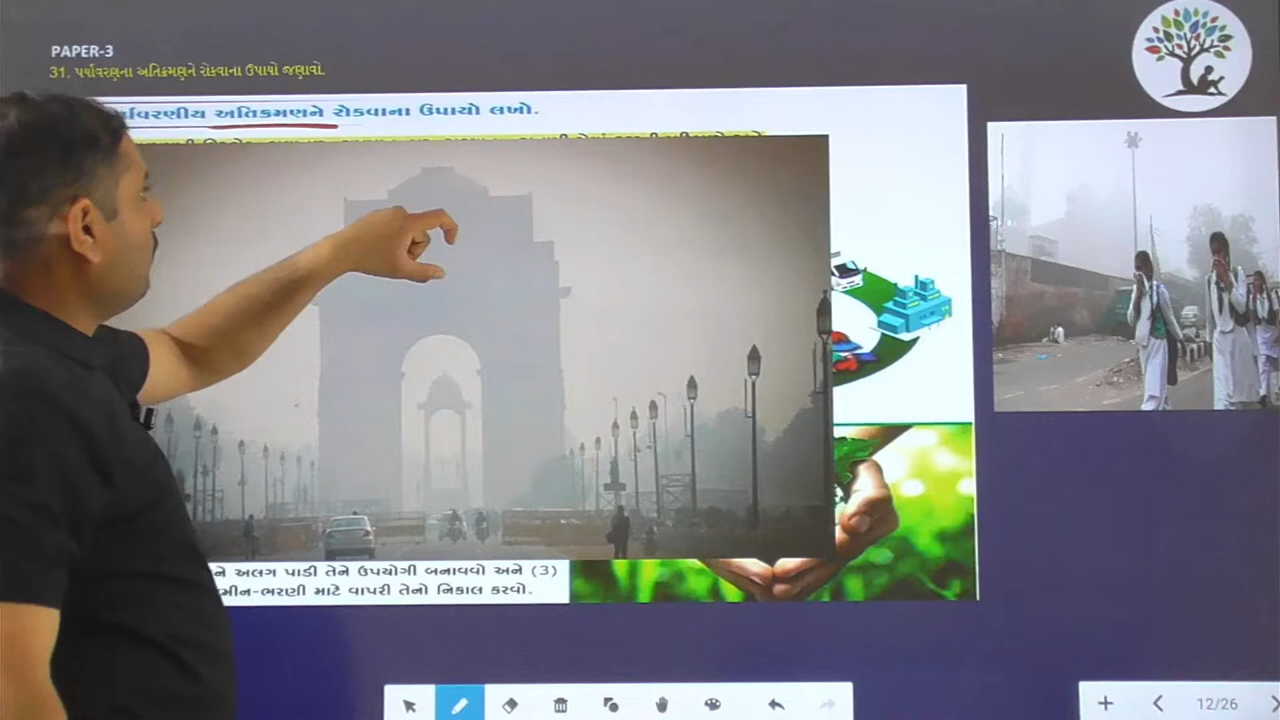 PAPER-3
31. પર્યાવરણના અતિક્રમણને રોકવાના ઉપાયો જણાવો.
ર્યાવરણીય અતિક્રમણને રોકવાના ઉપાયો લખો.
ને અલગ પાડી તેને ઉપયોગી બનાવવો અને (3)
મીન-ભરણી માટે વાપરી તેનો નિકાલ કરવો.
12/26